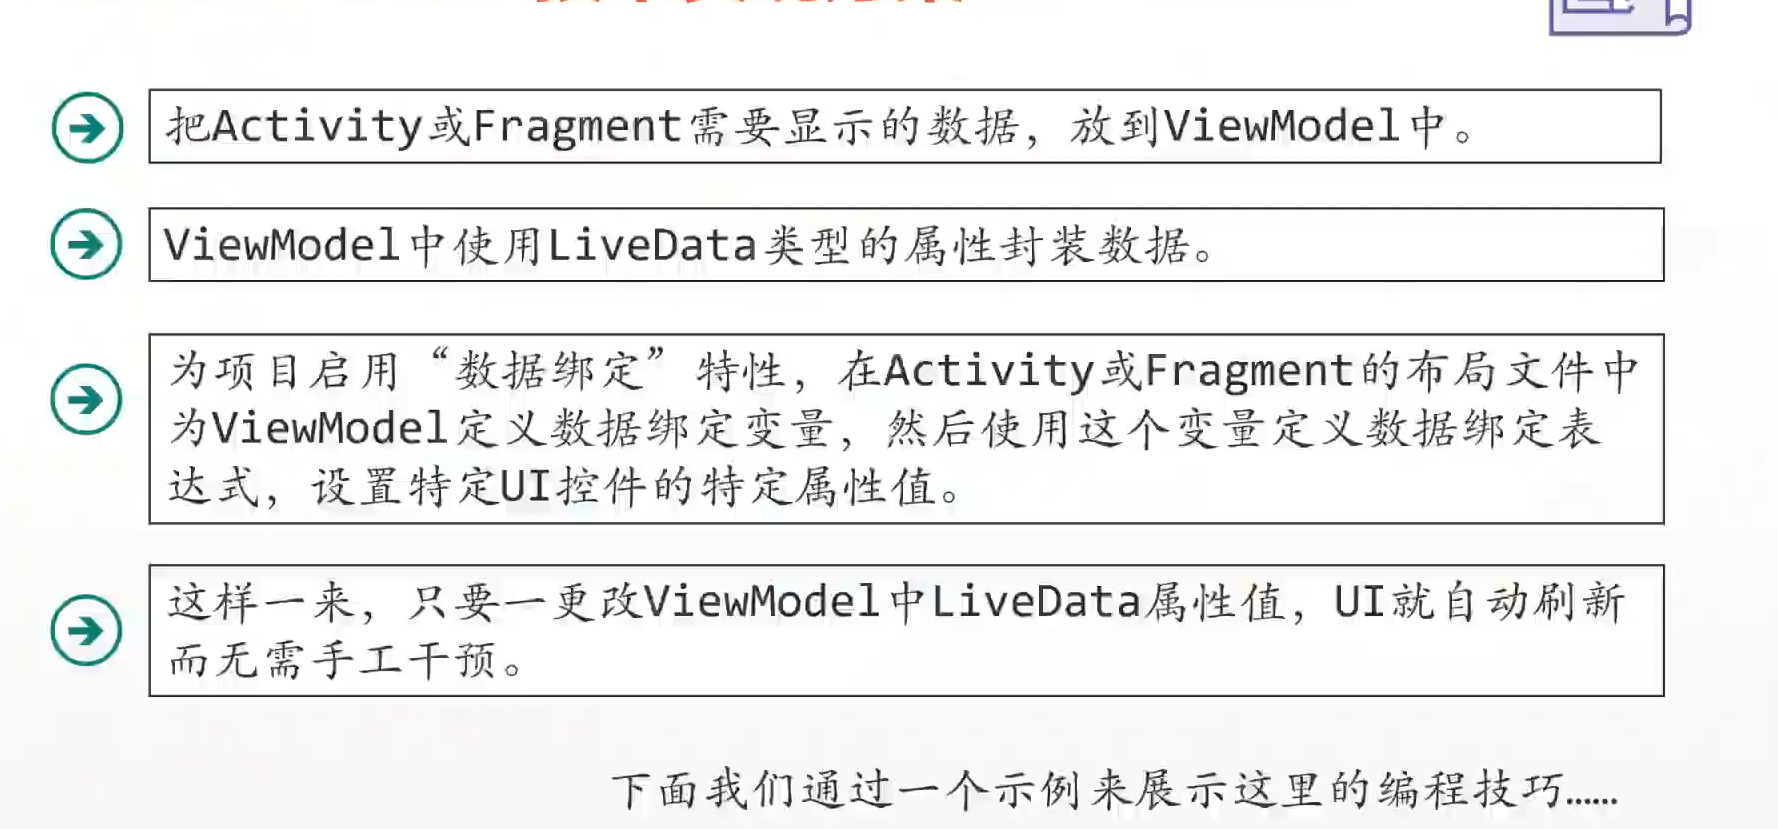 把Activity或Fragment需要显示的数据，放到ViewModel中。
ViewModel中使用LiveData类型的属性封装数据。
为项目启用“数据绑定”特性，在Activity或Fragment的布局文件中
为ViewModel定义数据绑定变量，然后使用这个变量定义数据绑定表
达式，设置特定UI控件的特定属性值。
这样一来，只要一更改ViewModel中LiveData属性值，UI就自动刷新
而无需手工干预。
下面我们通过一个示例来展示这里的编程技巧……